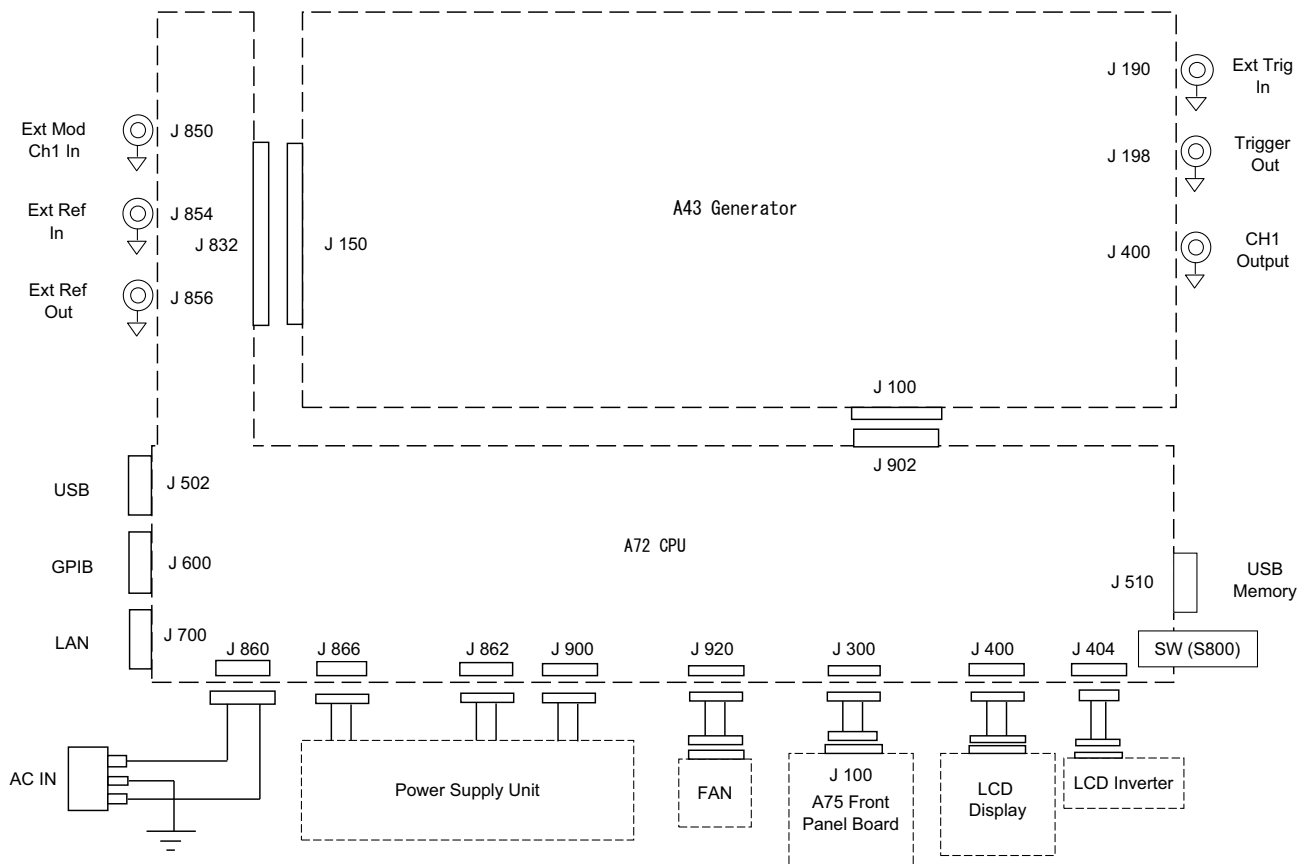 J 190
Ext Trig
In
Ext Mod
Ch1 In
J 850
J 198
Trigger
Out
Ext Ref
In
J 854
A43 Generator
J 832
J 150
J 400
CH1
Output
Ext Ref
Out
J 856
J 100
J 902
USB
J 502
A72 CPU
GPIB
J 600
J 510
USB
Memory
LAN
J 700
J 860
J 866
J 862
J 900
J 920
J 300
J 400
J 404
SW (S800)
AC IN
Power Supply Unit
FAN
J 100
A75 Front
Panel Board
LCD
Display
LCD Inverter